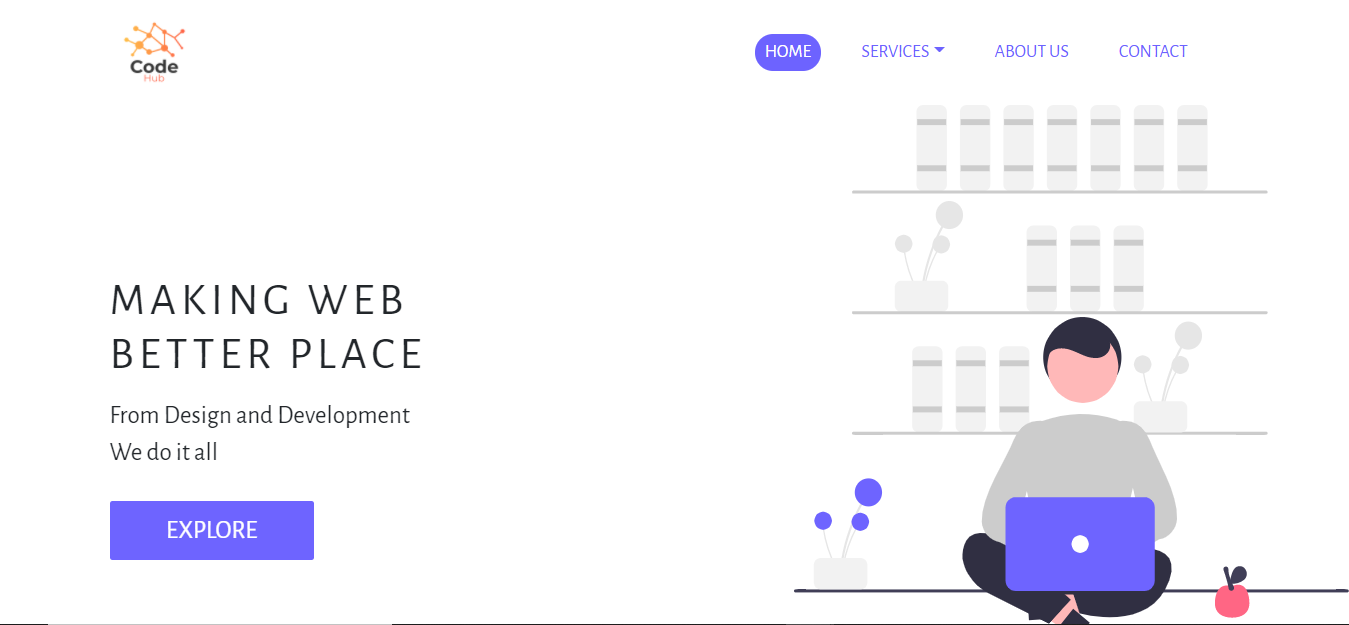 Code
Hub
HOME
SERVICES
ABOUT US
CONTACT
MAKING WEB
BETTER PLACE
From Design and Development
We do it all
EXPLORE